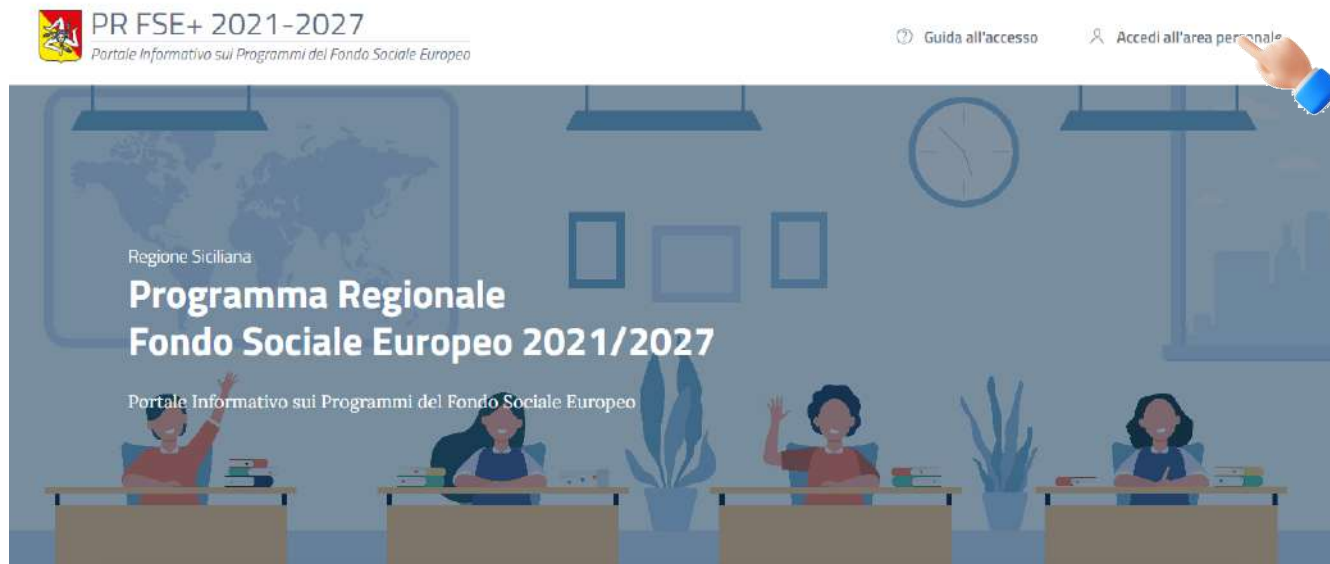 PR FSE+ 2021-2027
Portale Informativo sui Programmi del Fondo Sociale Europeo
Guida all'accesso
Accedi all'area personale
Regione Siciliana
Programma Regionale
Fondo Sociale Europeo 2021/2027
Portale Informativo sui Programmi del Fondo Sociale Europeo